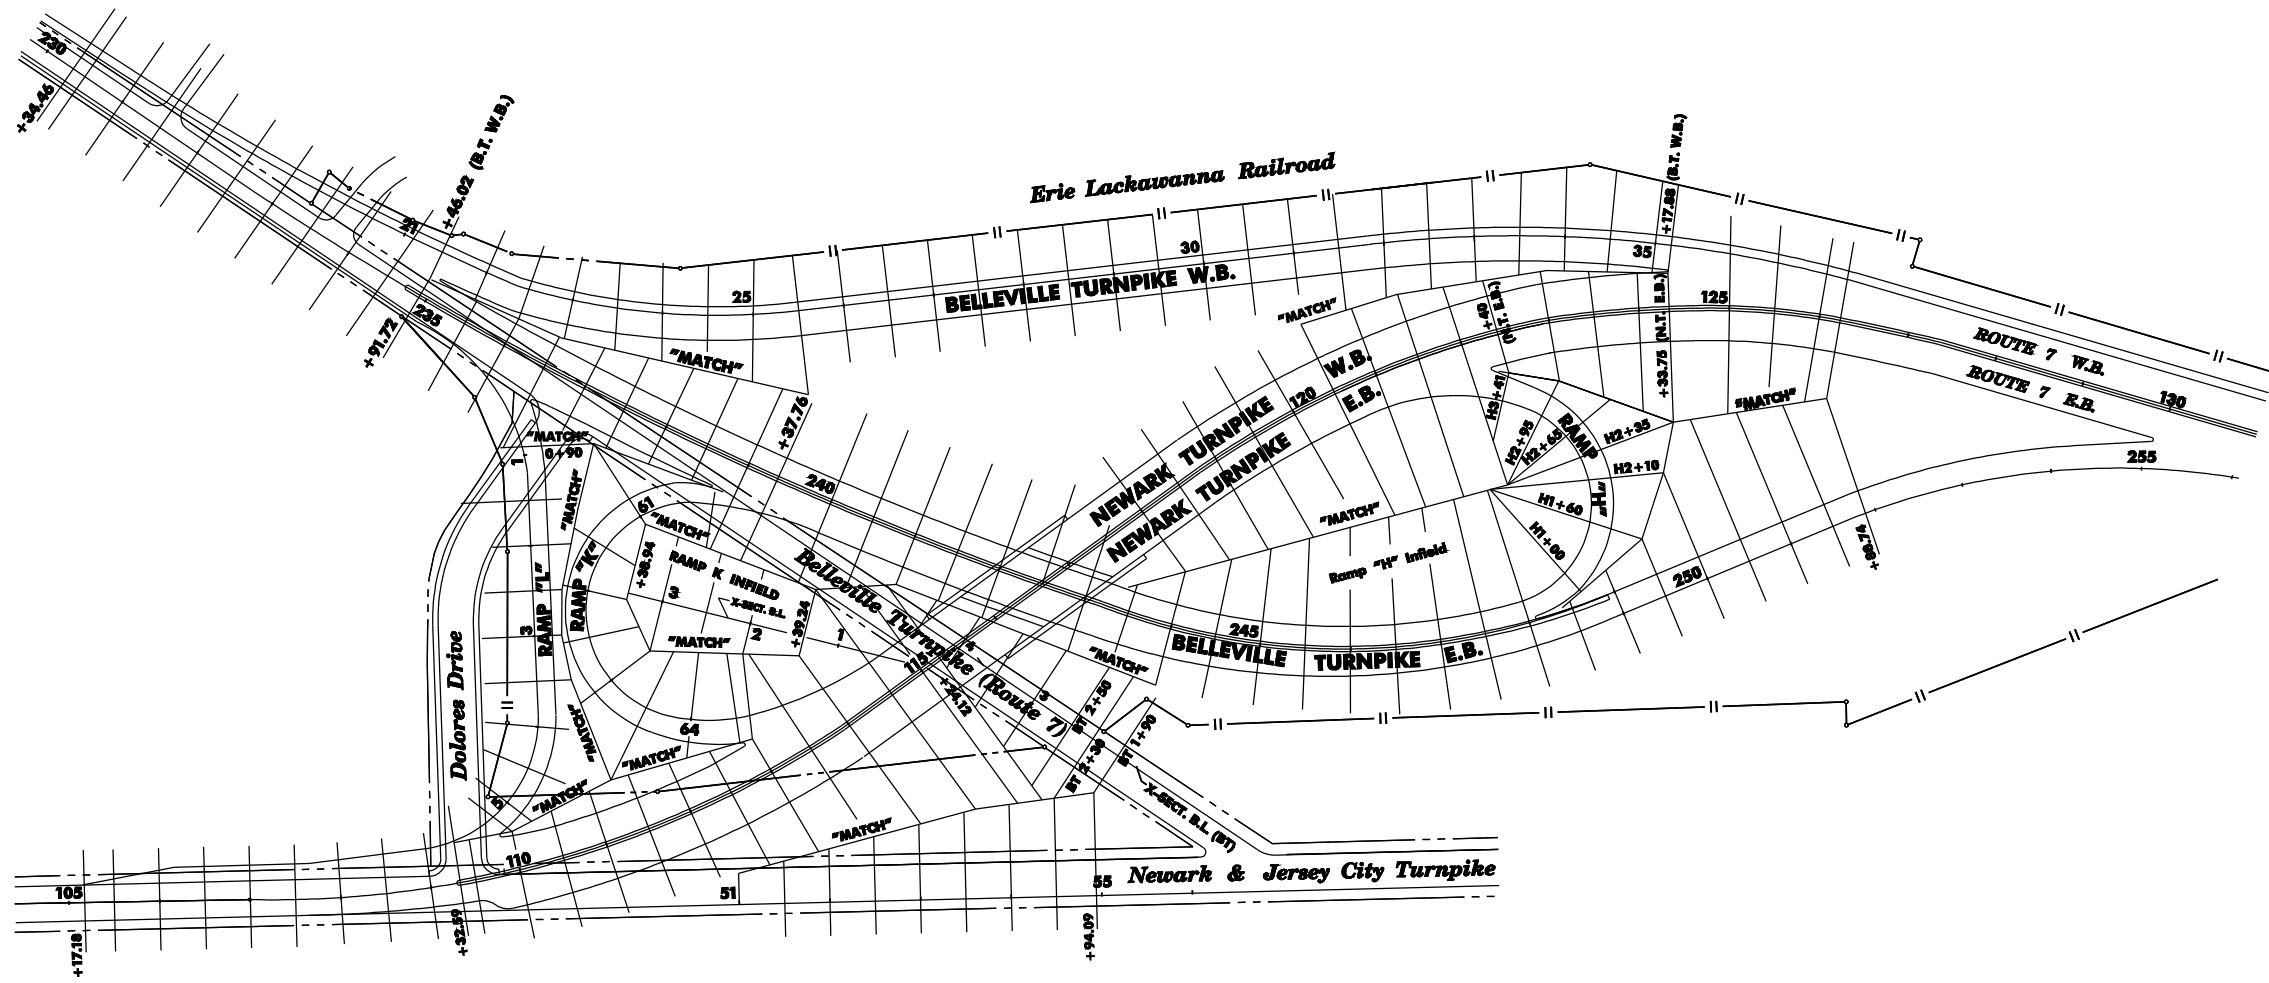 230
+34.46
21
+46.02 (B.T. W.B.)
Erie Lackawanna Railroad
+17.88 (B.T. W.B.)
25
30
35
BELLEVILLE TURNPIKE W.B.
"MATCH"
+40 (N.T. E.B.)
+33.75 (N.T. E.B.)
125
235
+91.72
"MATCH"
ROUTE 7 W.B.
ROUTE 7 E.B.
130
+37.76
W.B.
E.B.
120
H3+41
RAMP
"H"
"MATCH"
"MATCH"
0+90
1
H2+95
H2+65
H2+35
H2+10
H1+60
H1+00
255
240
NEWARK TURNPIKE
NEWARK TURNPIKE
"MATCH"
61
"MATCH"
"MATCH"
+88.74
RAMP "K"
+38.94
RAMP K INFIELD
3
X-SECT. B.L.
2
1
+39.24
Ramp "H" Infield
250
RAMP "L"
3
"MATCH"
Belleville Turnpike (Route 7)
4
3
115
+24.12
245
BELLEVILLE TURNPIKE E.B.
"MATCH"
Dolores Drive
BT 2+50
BT 2+30
BT 1+90
64
"MATCH"
"MATCH"
"MATCH"
5
X-SECT. B.L. (BT)
"MATCH"
110
105
51
55
Newark & Jersey City Turnpike
+17.18
+32.59
+94.09